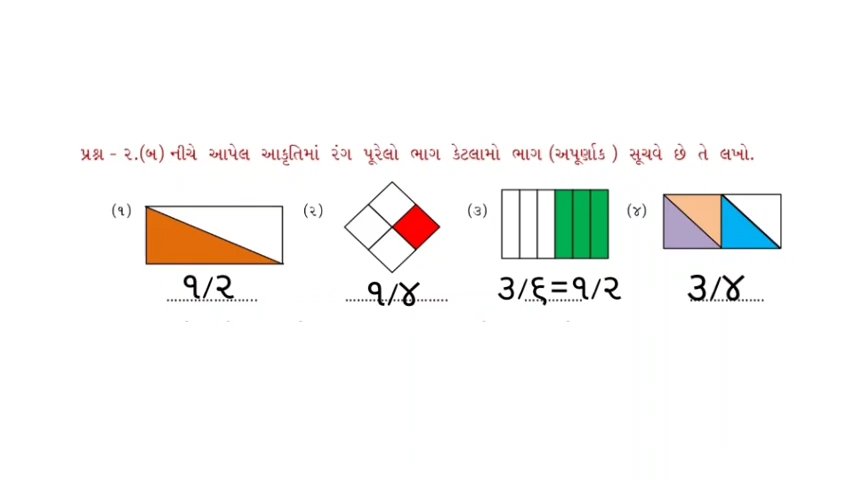 પ્રશ્ન - ૨.(બ) નીચે આપેલ આકૃતિમાં રંગ પૂરેલો ભાગ કેટલામો ભાગ (અપૂર્ણાંક ) સૂચવે છે તે લખો.
(૧) (૨) (૩) (૪)
૧/૨ ૧/૪ ૩/૬=૧/૨ ૩/૪